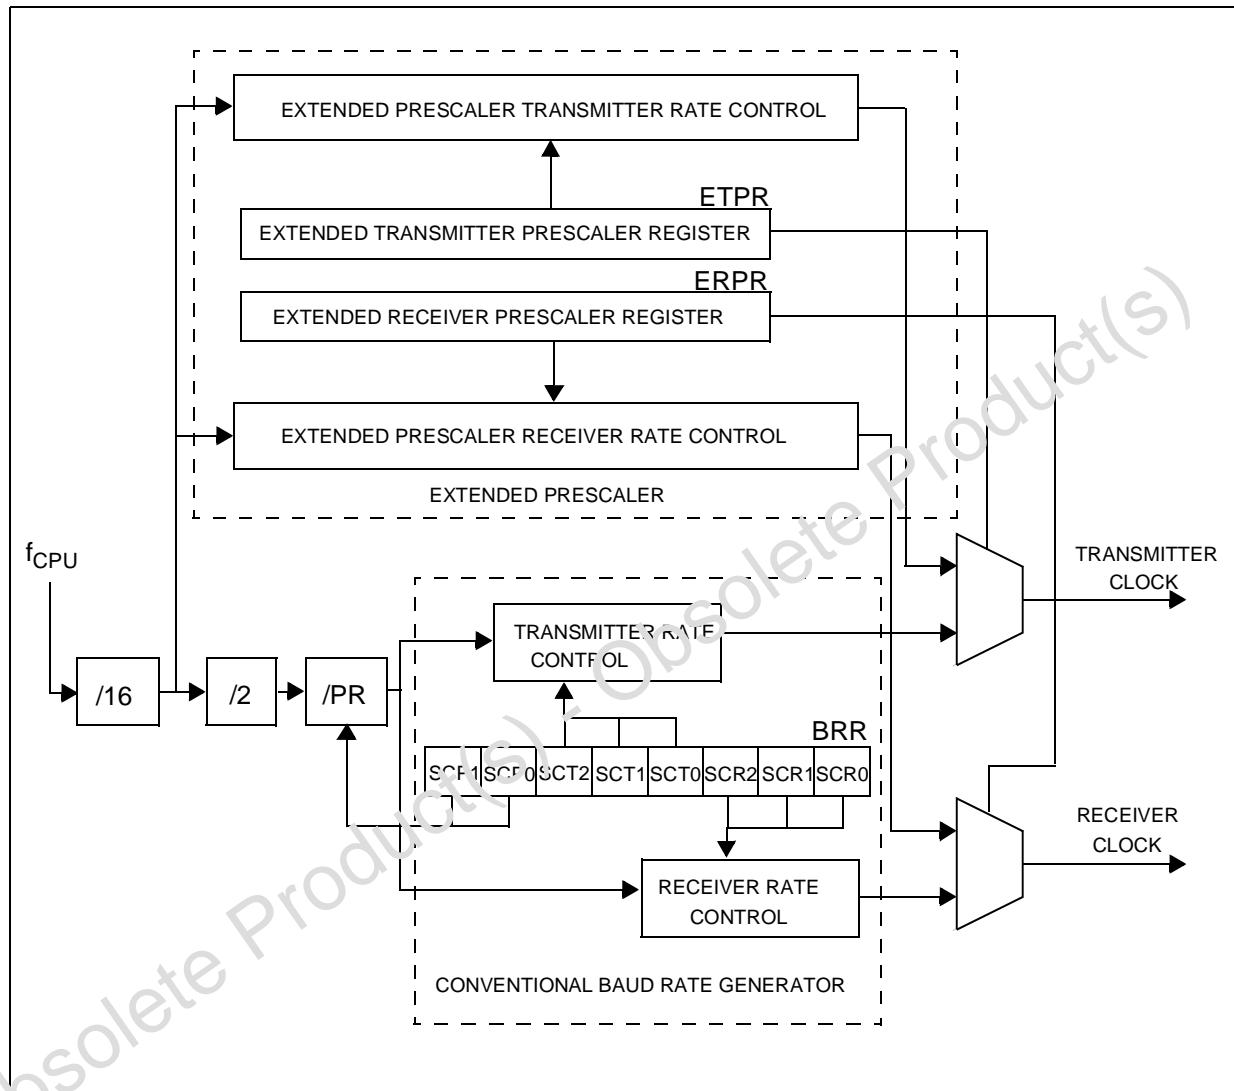 EXTENDED PRESCALER TRANSMITTER RATE CONTROL
ETPR
EXTENDED TRANSMITTER PRESCALER REGISTER
ERPR
EXTENDED RECEIVER PRESCALER REGISTER
EXTENDED PRESCALER RECEIVER RATE CONTROL
EXTENDED PRESCALER
fCPU
TRANSMITTER
CLOCK
TRANSMITTER RATE
CONTROL
/16
/2
/PR
BRR
SCP1 SCP0 SCT2 SCT1 SCT0 SCR2 SCR1 SCR0
RECEIVER
CLOCK
RECEIVER RATE
CONTROL
CONVENTIONAL BAUD RATE GENERATOR
Obsolete Product(s) - Obsolete Product(s)